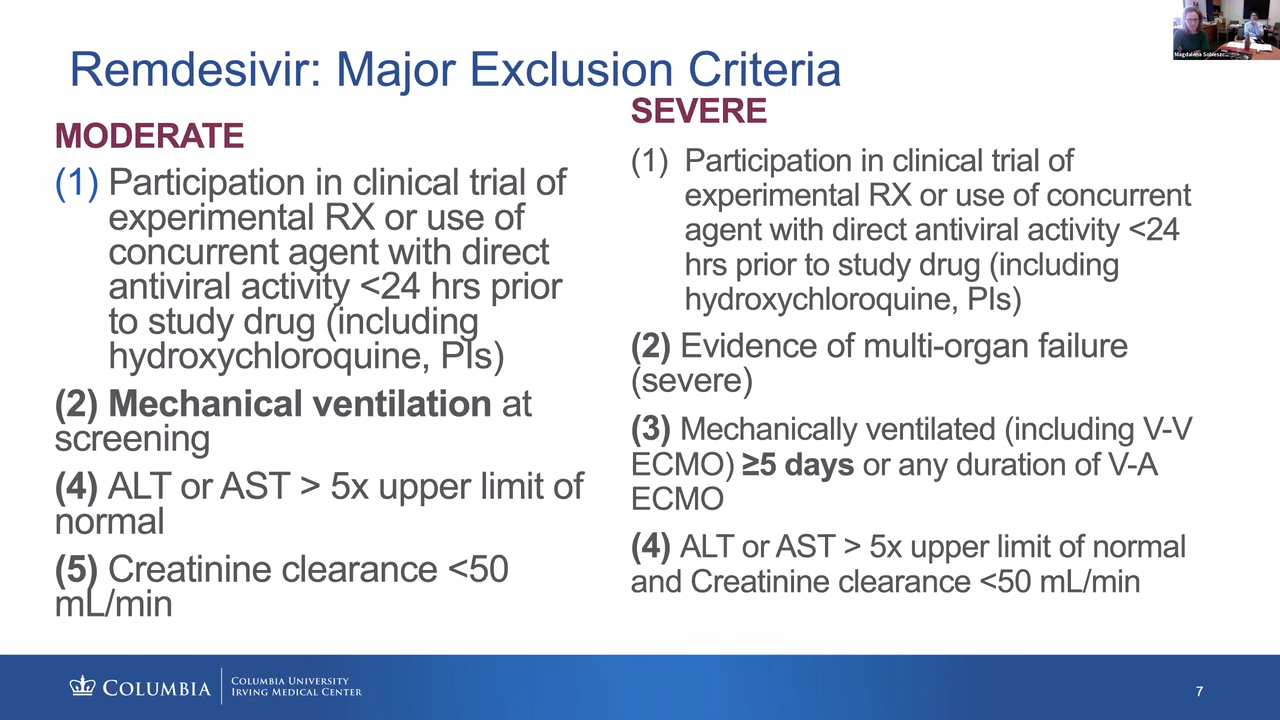 Remdesivir: Major Exclusion Criteria
MODERATE
(1) Participation in clinical trial of
experimental RX or use of
concurrent agent with direct
antiviral activity <24 hrs prior
to study drug (including
hydroxychloroquine, PIs)
(2) Mechanical ventilation at
screening
(4) ALT or AST > 5x upper limit of
normal
(5) Creatinine clearance <50
mL/min
SEVERE
(1) Participation in clinical trial of
experimental RX or use of concurrent
agent with direct antiviral activity <24
hrs prior to study drug (including
hydroxychloroquine, PIs)
(2) Evidence of multi-organ failure
(severe)
(3) Mechanically ventilated (including V-V
ECMO) ≥5 days or any duration of V-A
ECMO
(4) ALT or AST > 5x upper limit of normal
and Creatinine clearance <50 mL/min
COLUMBIA
COLUMBIA UNIVERSITY
IRVING MEDICAL CENTER
7
Magdalena Sobieszc...